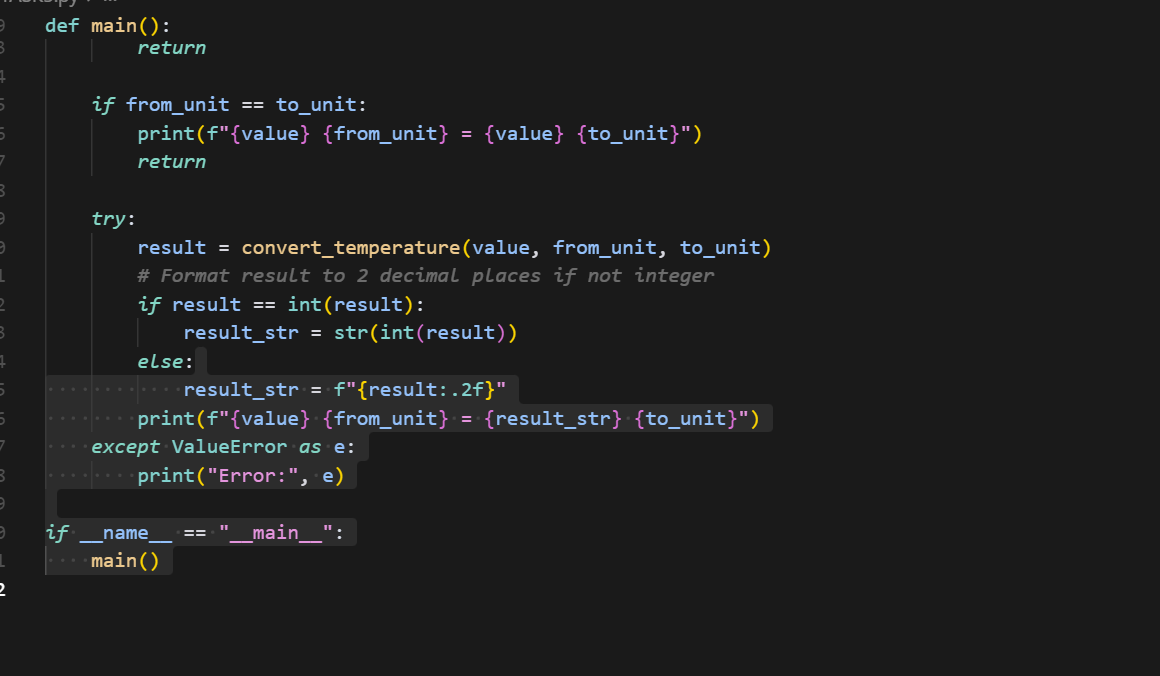 def main():
        return

    if from_unit == to_unit:
        print(f"{value} {from_unit} = {value} {to_unit}")
        return

    try:
        result = convert_temperature(value, from_unit, to_unit)
        # Format result to 2 decimal places if not integer
        if result == int(result):
            result_str = str(int(result))
        else:
            result_str = f"{result:.2f}"
        print(f"{value} {from_unit} = {result_str} {to_unit}")
    except ValueError as e:
        print("Error:", e)

if __name__ == "__main__":
    main()